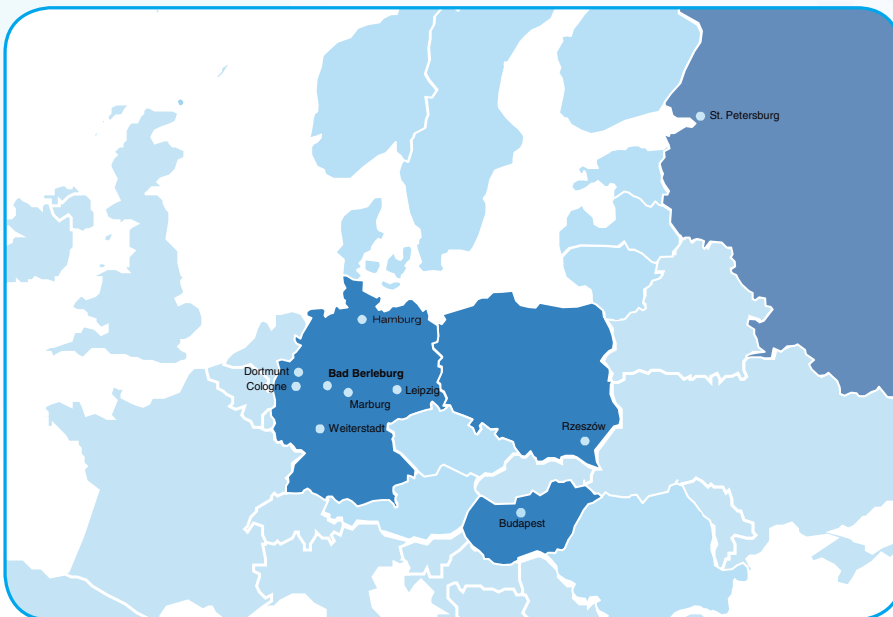 St. Petersburg
Hamburg
Dortmunt
Bad Berleburg
Cologne
Leipzig
Marburg
Weiterstadt
Rzeszów
Budapest